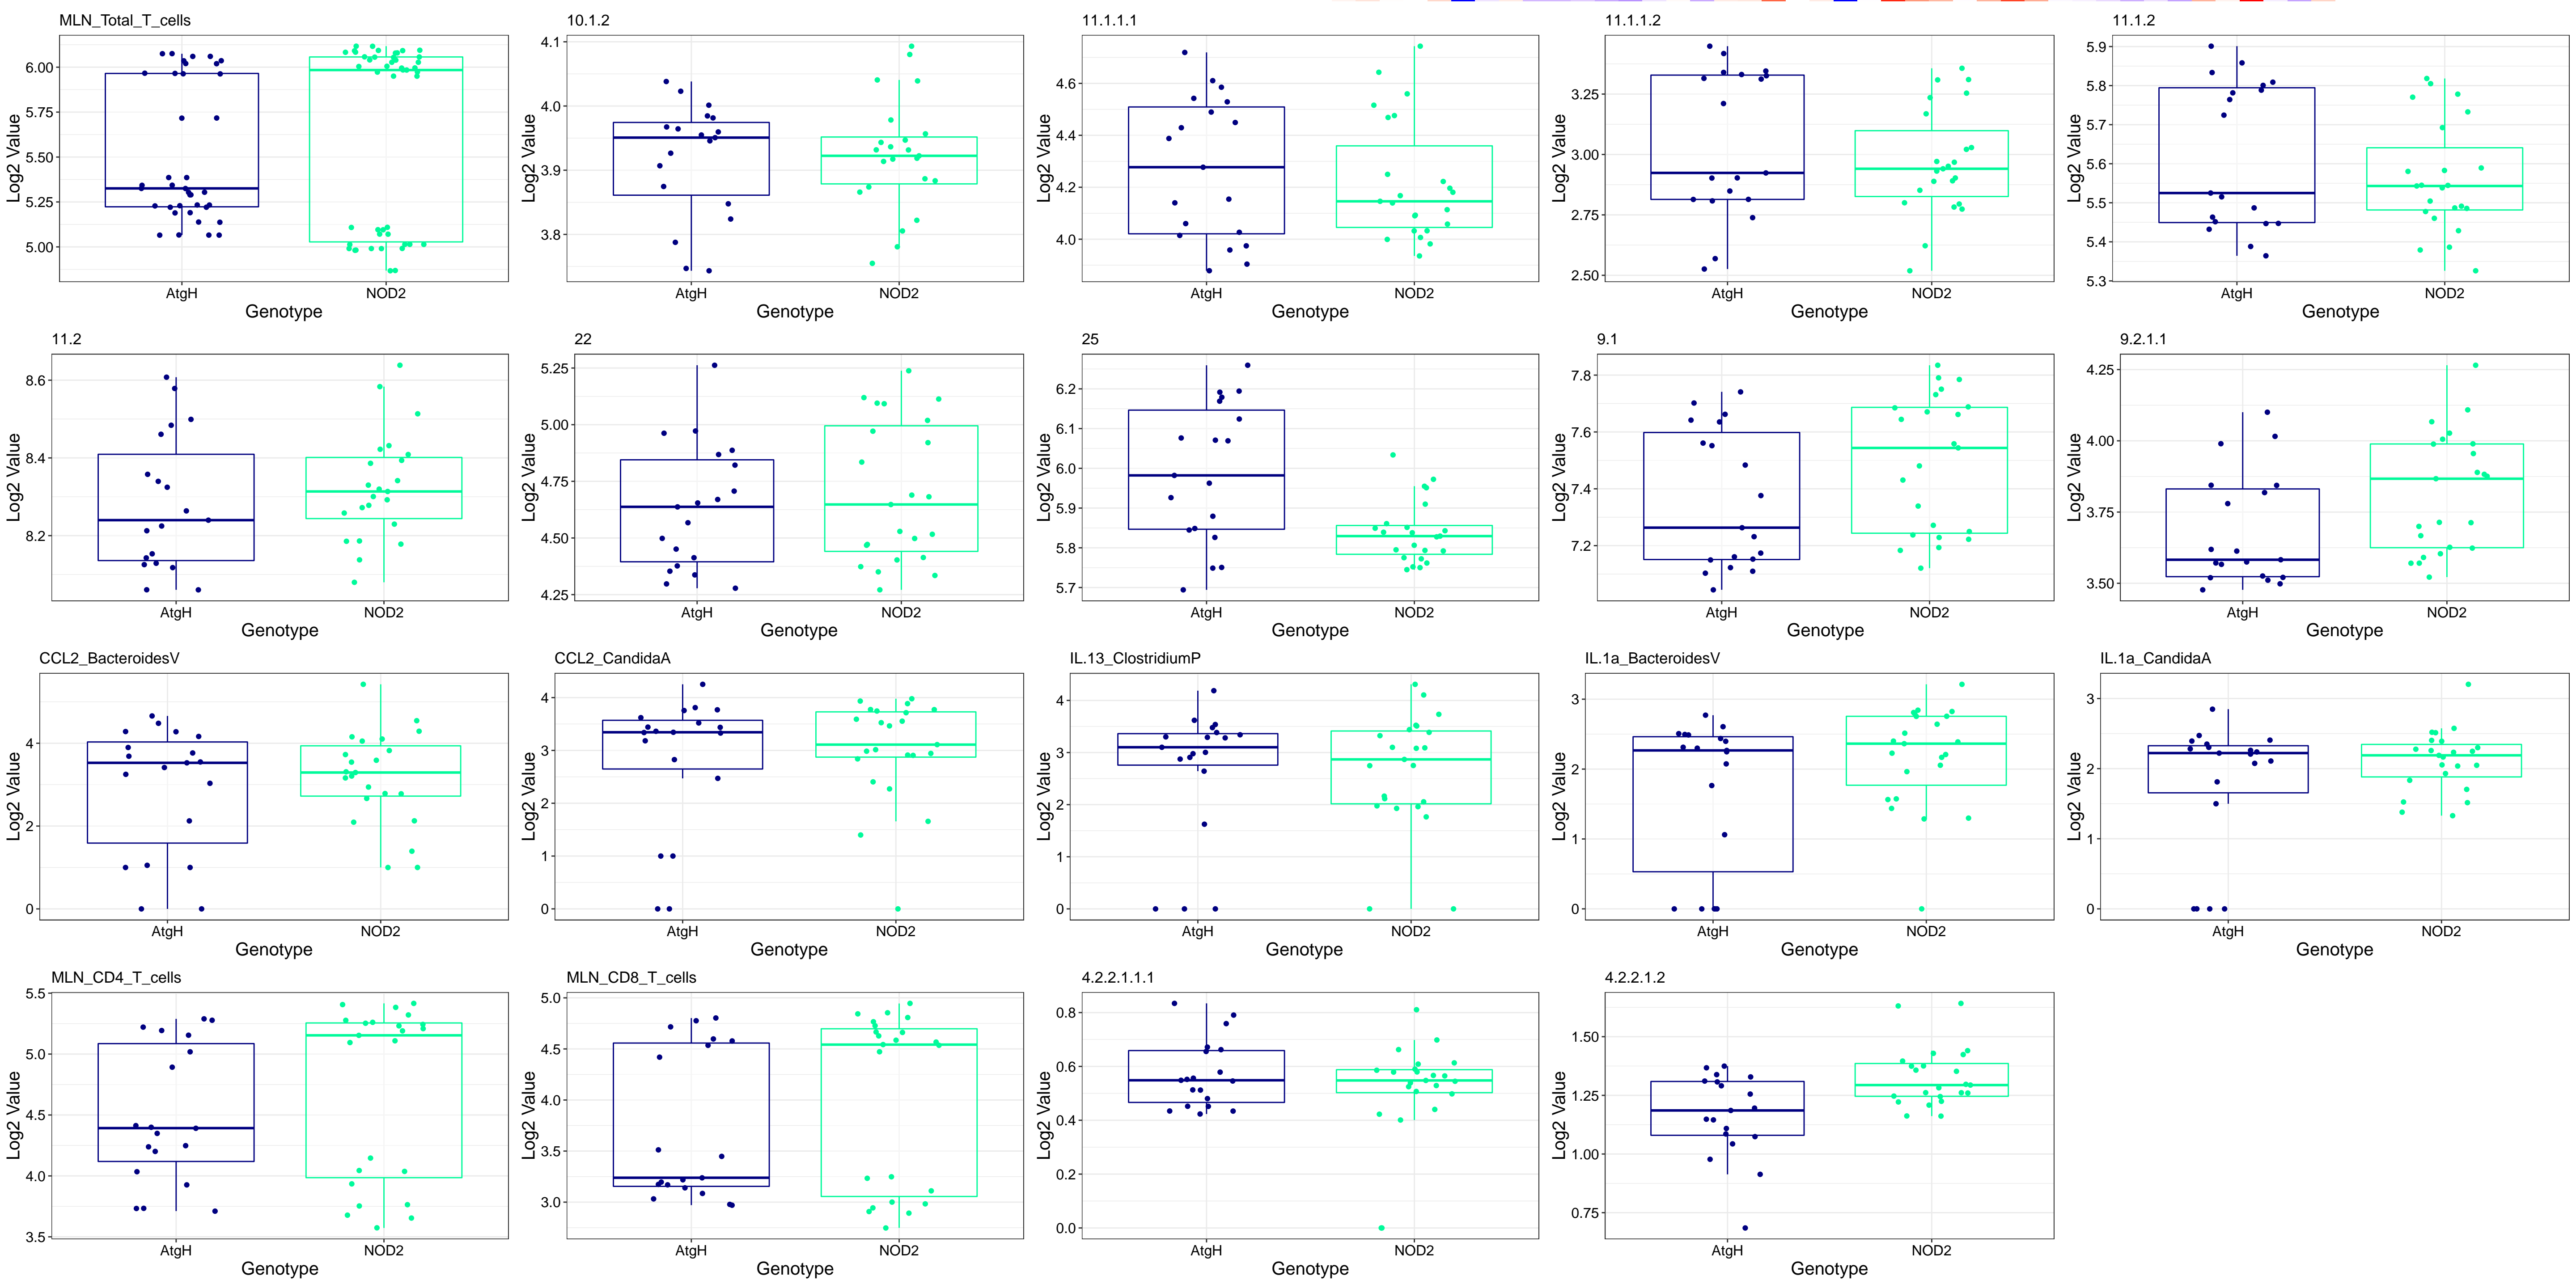 MLN_Total_T_cells
Log2 Value
6.00
5.75
5.50
5.25
5.00
AtgH NOD2
Genotype
10.1.2
Log2 Value
4.1
4.0
3.9
3.8
AtgH NOD2
Genotype
11.1.1.1
Log2 Value
4.6
4.4
4.2
4.0
AtgH NOD2
Genotype
11.1.1.2
Log2 Value
3.25
3.00
2.75
2.50
AtgH NOD2
Genotype
11.1.2
Log2 Value
5.9
5.8
5.7
5.6
5.5
5.4
5.3
AtgH NOD2
Genotype
11.2
Log2 Value
8.6
8.4
8.2
AtgH NOD2
Genotype
22
Log2 Value
5.25
5.00
4.75
4.50
4.25
AtgH NOD2
Genotype
25
Log2 Value
6.2
6.1
6.0
5.9
5.8
5.7
AtgH NOD2
Genotype
9.1
Log2 Value
7.8
7.6
7.4
7.2
AtgH NOD2
Genotype
9.2.1.1
Log2 Value
4.25
4.00
3.75
3.50
AtgH NOD2
Genotype
CCL2_BacteroidesV
Log2 Value
4
2
0
AtgH NOD2
Genotype
CCL2_CandidaA
Log2 Value
4
3
2
1
0
AtgH NOD2
Genotype
IL.13_ClostridiumP
Log2 Value
4
3
2
1
0
AtgH NOD2
Genotype
IL.1a_BacteroidesV
Log2 Value
3
2
1
0
AtgH NOD2
Genotype
IL.1a_CandidaA
Log2 Value
3
2
1
0
AtgH NOD2
Genotype
MLN_CD4_T_cells
Log2 Value
5.5
5.0
4.5
4.0
3.5
AtgH NOD2
Genotype
MLN_CD8_T_cells
Log2 Value
5.0
4.5
4.0
3.5
3.0
AtgH NOD2
Genotype
4.2.2.1.1.1
Log2 Value
0.8
0.6
0.4
0.2
0.0
AtgH NOD2
Genotype
4.2.2.1.2
Log2 Value
1.50
1.25
1.00
0.75
AtgH NOD2
Genotype